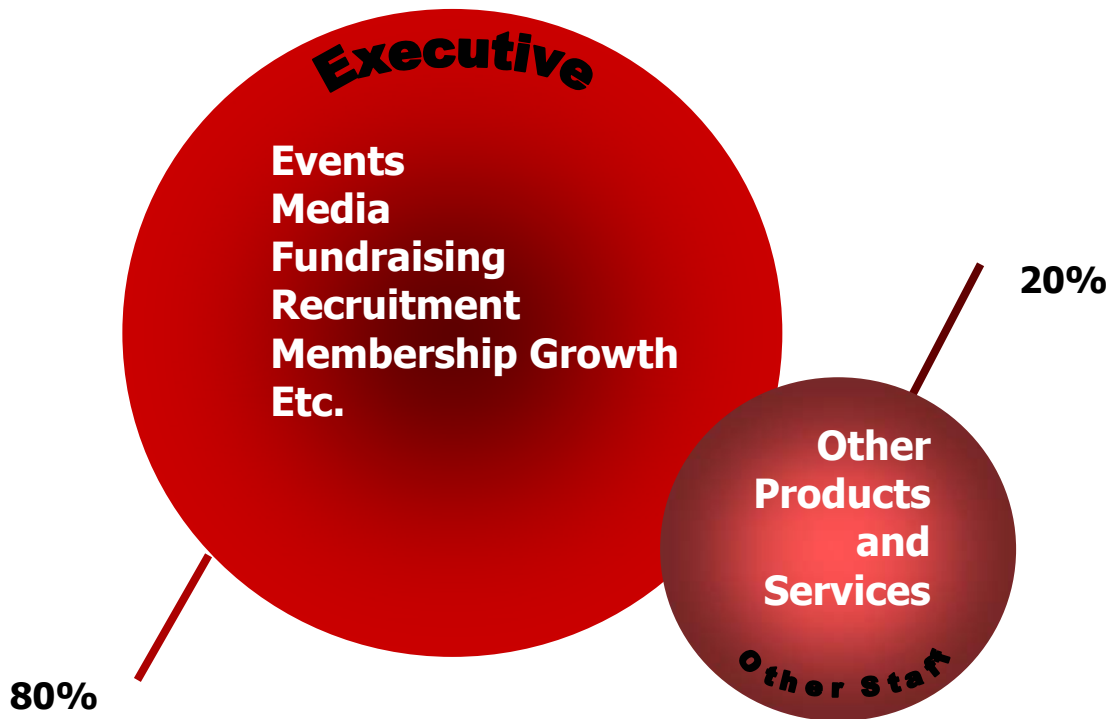 Executive
Events
Media
Fundraising
Recruitment
Membership Growth
Etc.
20%
Other
Products
and
Services
Other Staff
80%